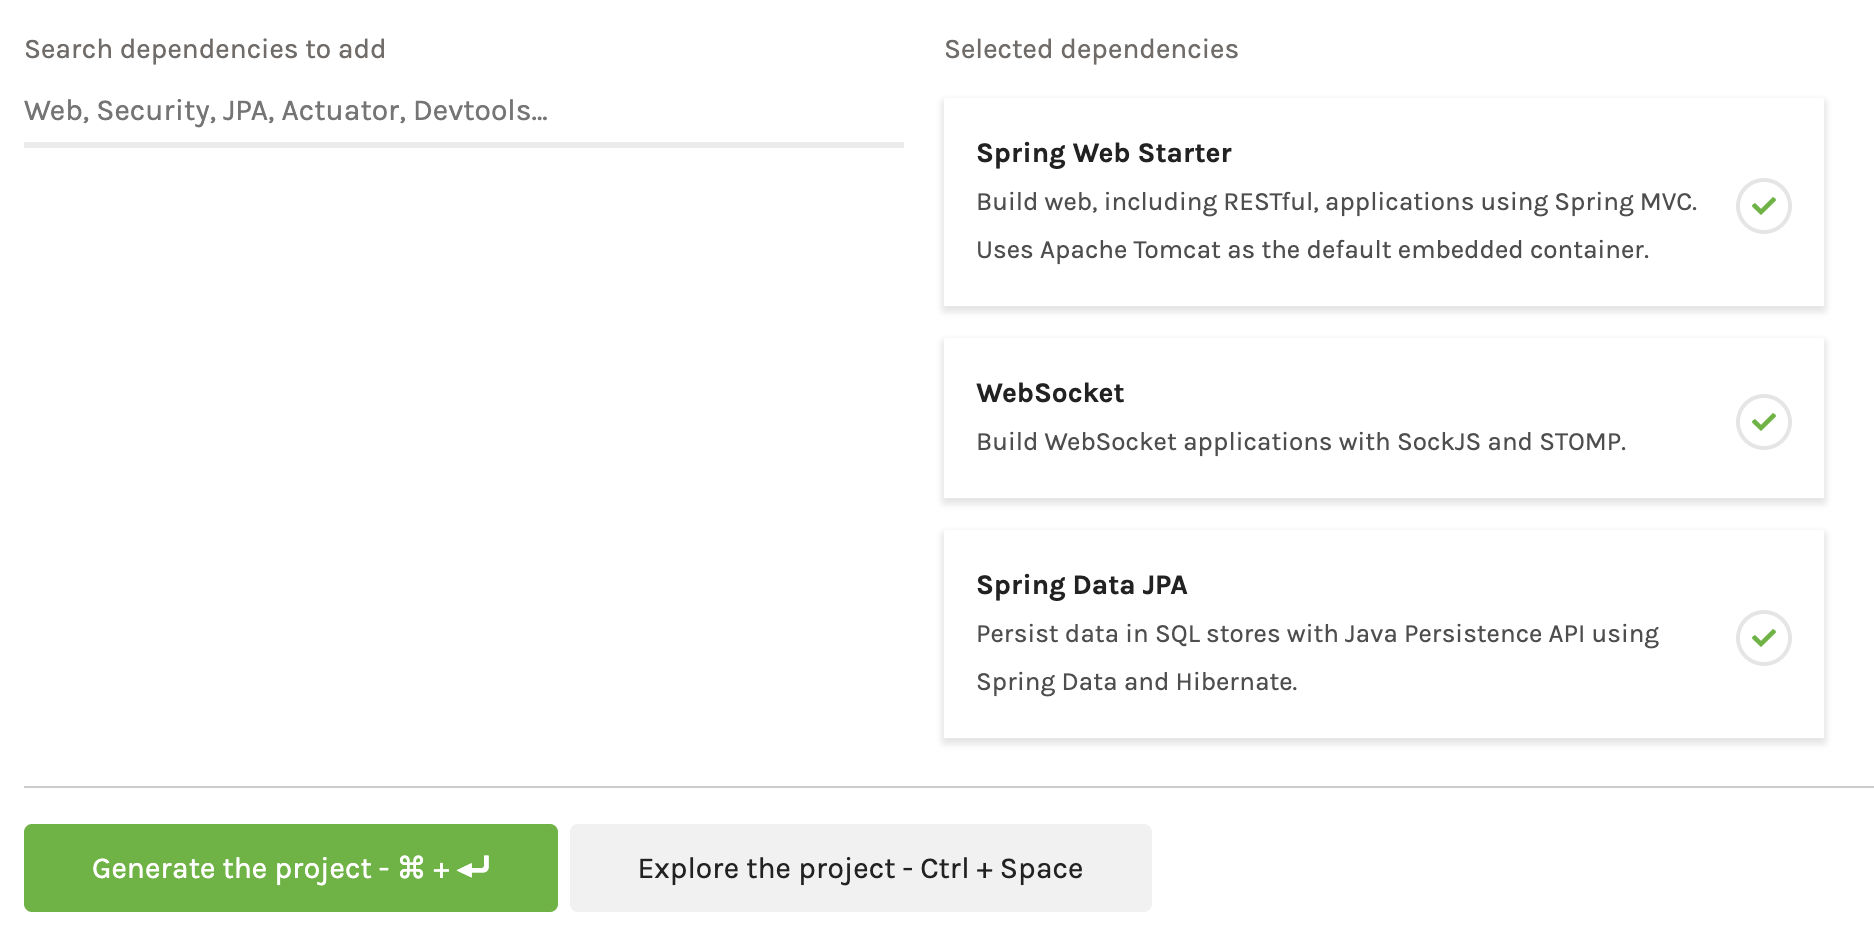 Search dependencies to add
Web, Security, JPA, Actuator, Devtools...
Selected dependencies
Spring Web Starter
Build web, including RESTful, applications using Spring MVC.
Uses Apache Tomcat as the default embedded container.
WebSocket
Build WebSocket applications with SockJS and STOMP.
Spring Data JPA
Persist data in SQL stores with Java Persistence API using
Spring Data and Hibernate.
Generate the project - ⌘ + ↵
Explore the project - Ctrl + Space